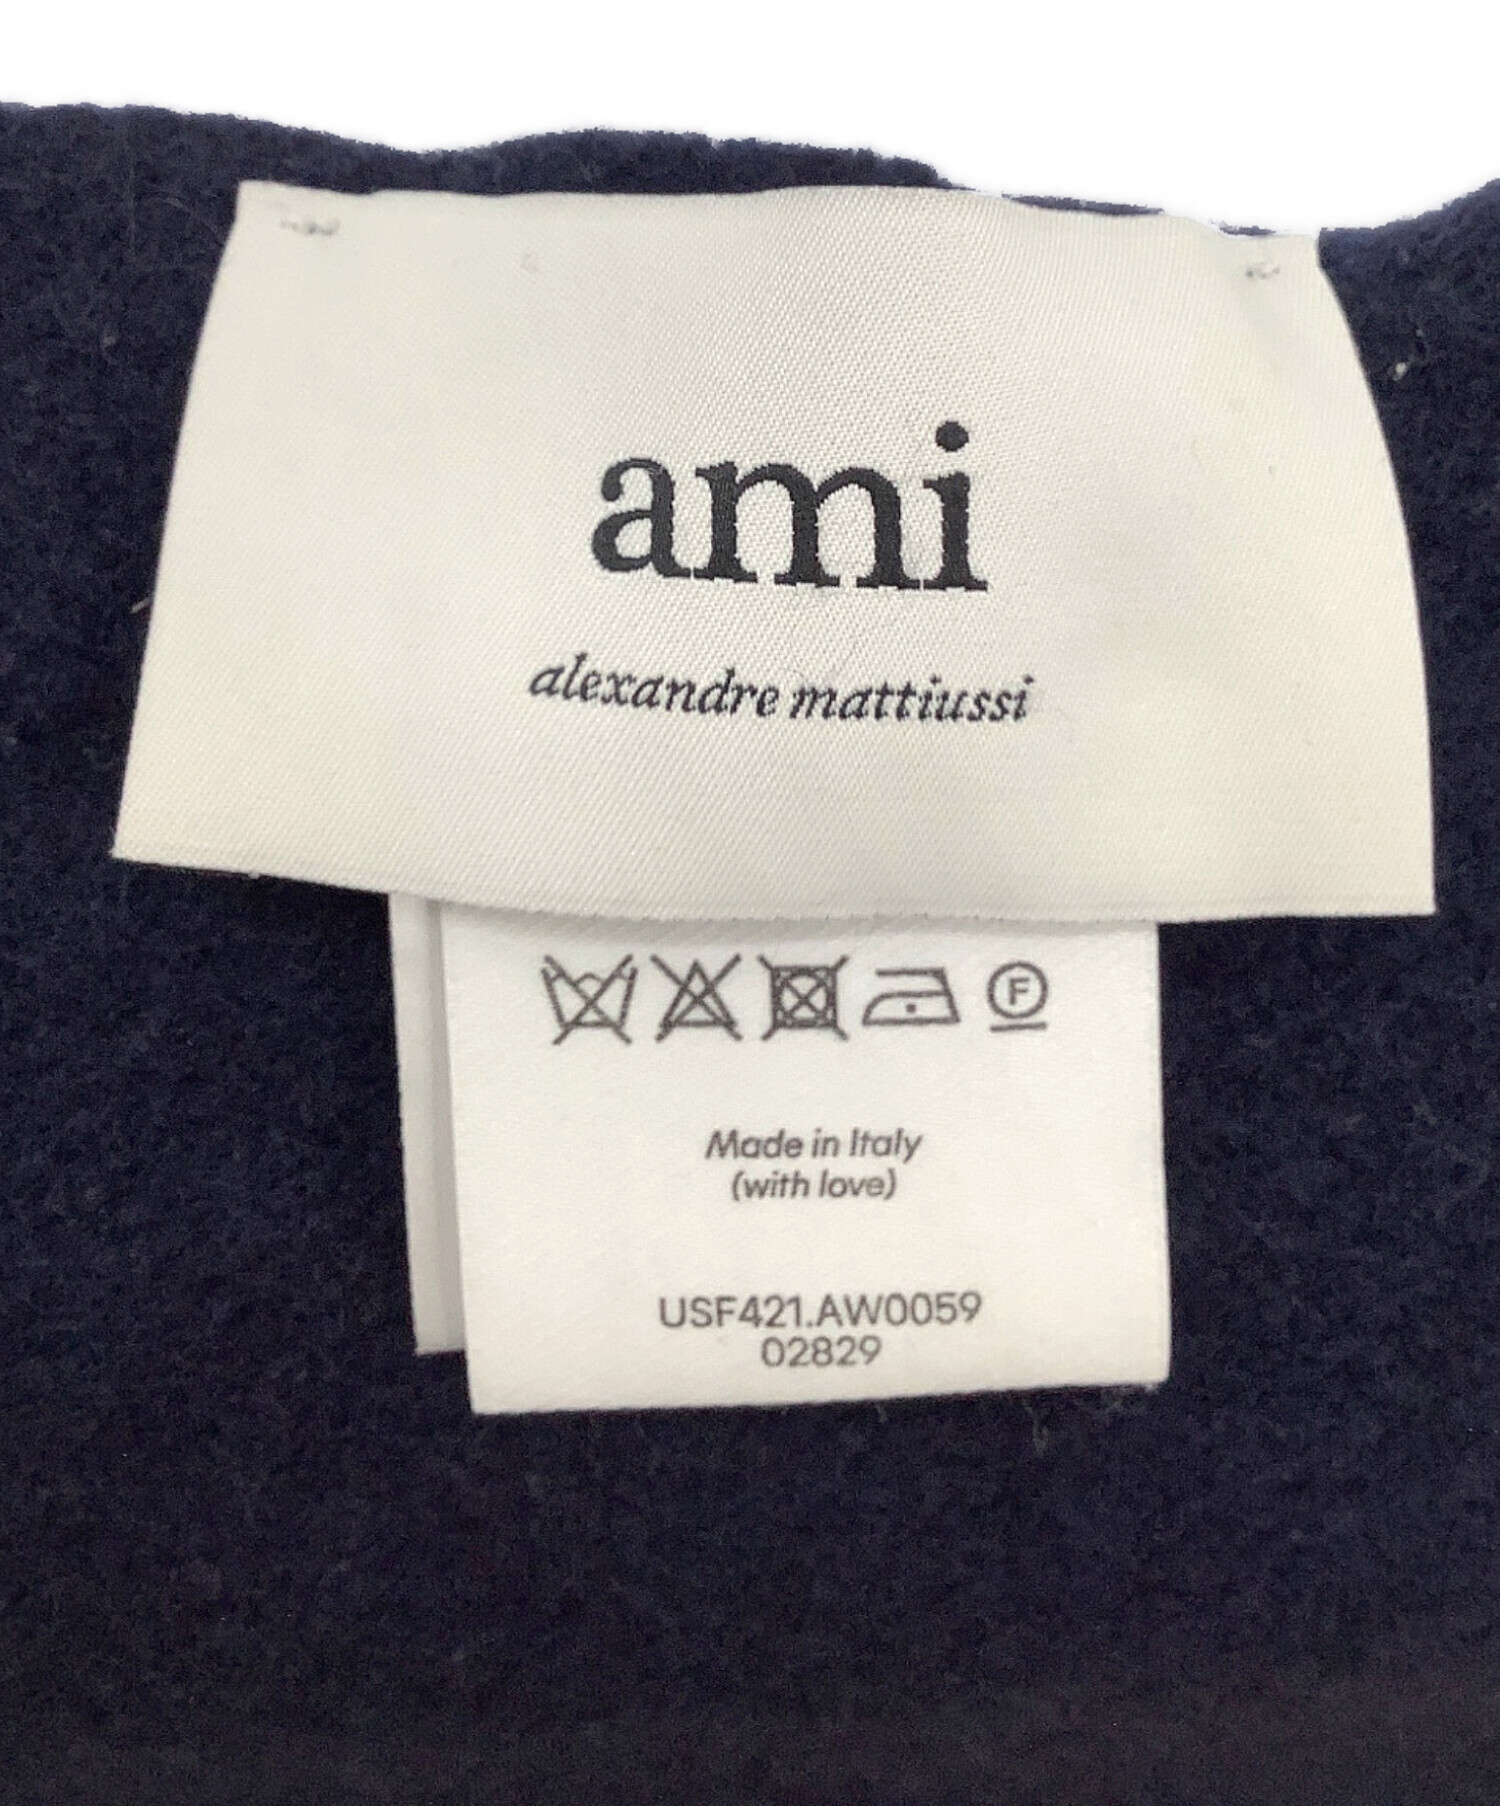 ami
alexandre mattiussi
F
Made in Italy
(with love)
USF421.AW0059
02829